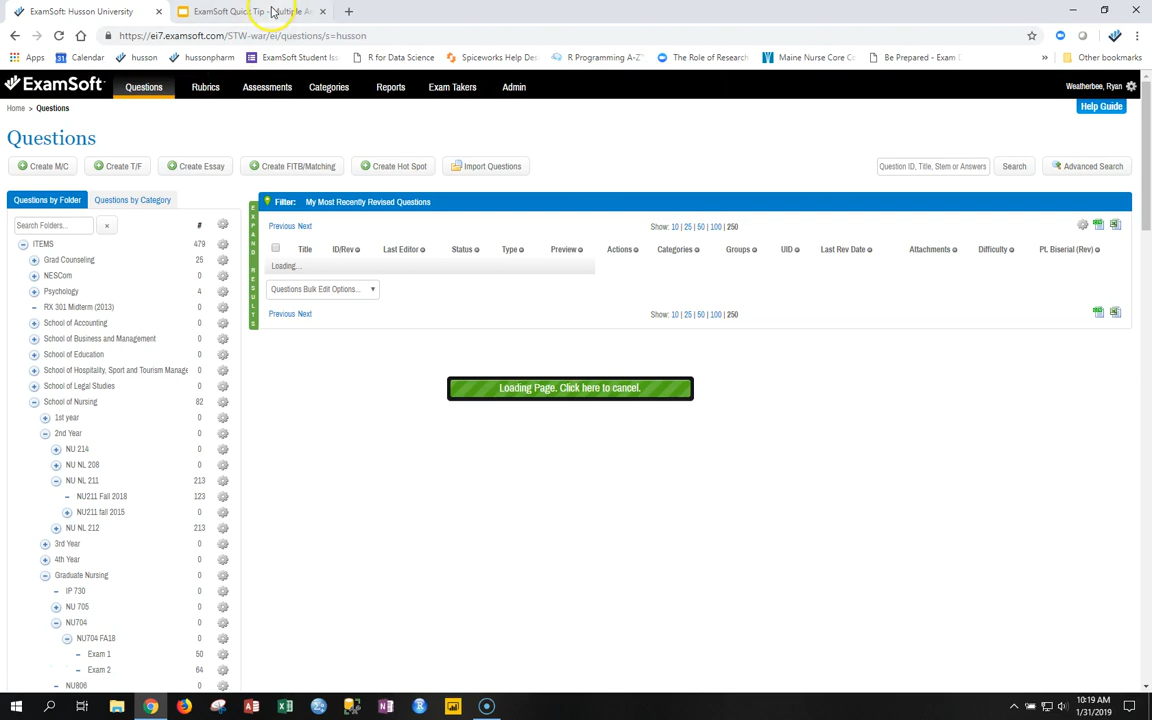 ExamSoft: Husson University
ExamSoft Quick Tip - Multiple A
https://ei7.examsoft.com/STW-war/ei/questions/s=husson
Apps Calendar husson hussonpharm ExamSoft Student Iss R for Data Science Spiceworks Help Des R Programming A-Z The Role of Research Maine Nurse Core Co Be Prepared - Exam D » Other bookmarks
ExamSoft Questions Rubrics Assessments Categories Reports Exam Takers Admin Weatherbee, Ryan
Home > Questions
Help Guide
Questions
Create M/C Create T/F Create Essay Create FITB/Matching Create Hot Spot Import Questions Question ID, Title, Stem or Answers Search Advanced Search
Questions by Folder Questions by Category
Filter: My Most Recently Revised Questions
Search Folders... × #
Previous Next Show: 10 | 25 | 50 | 100 | 250
EXPAND RESULTS
Title ID/Rev Last Editor Status Type Preview Actions Categories Groups UID Last Rev Date Attachments Difficulty Pt. Biserial (Rev)
Loading...
Questions Bulk Edit Options...
Previous Next Show: 10 | 25 | 50 | 100 | 250
Loading Page. Click here to cancel.
ITEMS 479
Grad Counseling 25
NESCom 0
Psychology 4
RX 301 Midterm (2013) 0
School of Accounting 0
School of Business and Management 0
School of Education 0
School of Hospitality, Sport and Tourism Manage 0
School of Legal Studies 0
School of Nursing 82
1st year 0
2nd Year 0
NU 214 0
NU NL 208 0
NU NL 211 213
NU211 Fall 2018 123
NU211 fall 2015 0
NU NL 212 213
3rd Year 0
4th Year 0
Graduate Nursing 0
IP 730 0
NU 705 0
NU704 0
NU704 FA18 0
Exam 1 50
Exam 2 64
NU806 0
10:19 AM
1/31/2019